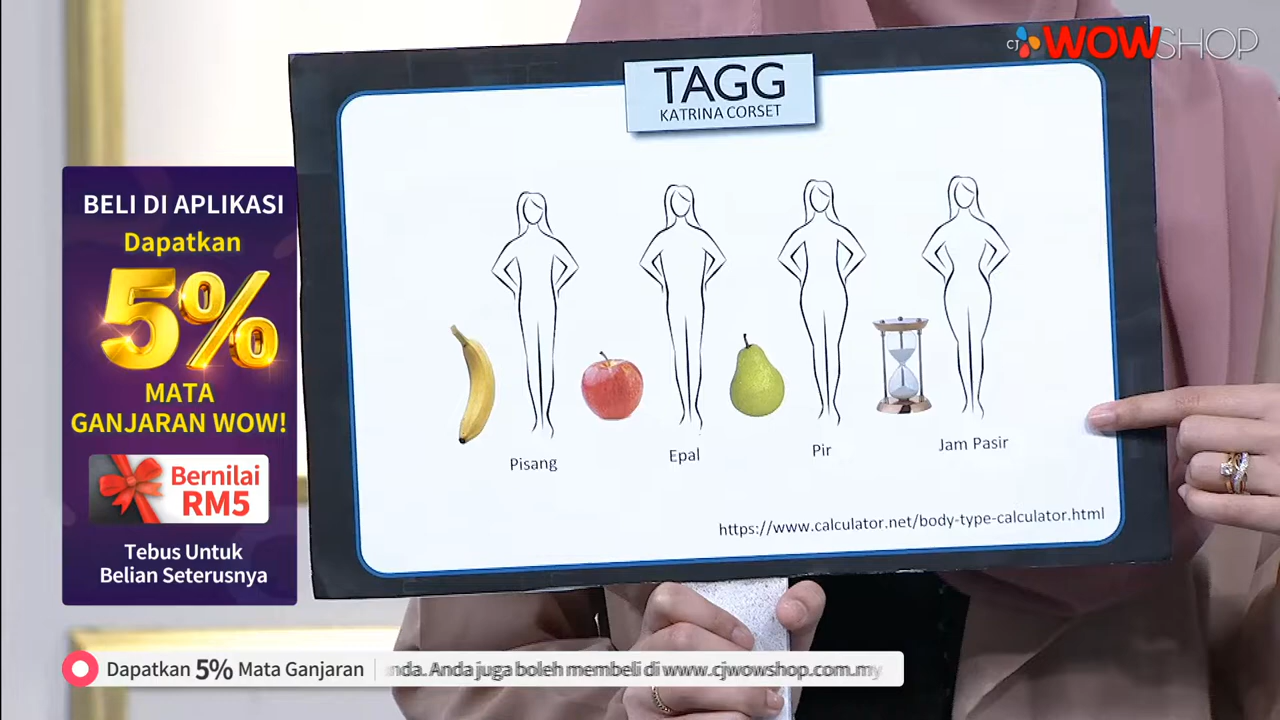 CJ WOWSHOP
TAGG
KATRINA CORSET
BELI DI APLIKASI
Dapatkan
5%
MATA
GANJARAN WOW!
Bernilai
RM5
Tebus Untuk
Belian Seterusnya
Pisang
Epal
Pir
Jam Pasir
https://www.calculator.net/body-type-calculator.html
Dapatkan 5% Mata Ganjaran
Anda juga boleh membeli di www.cjwowshop.com.my